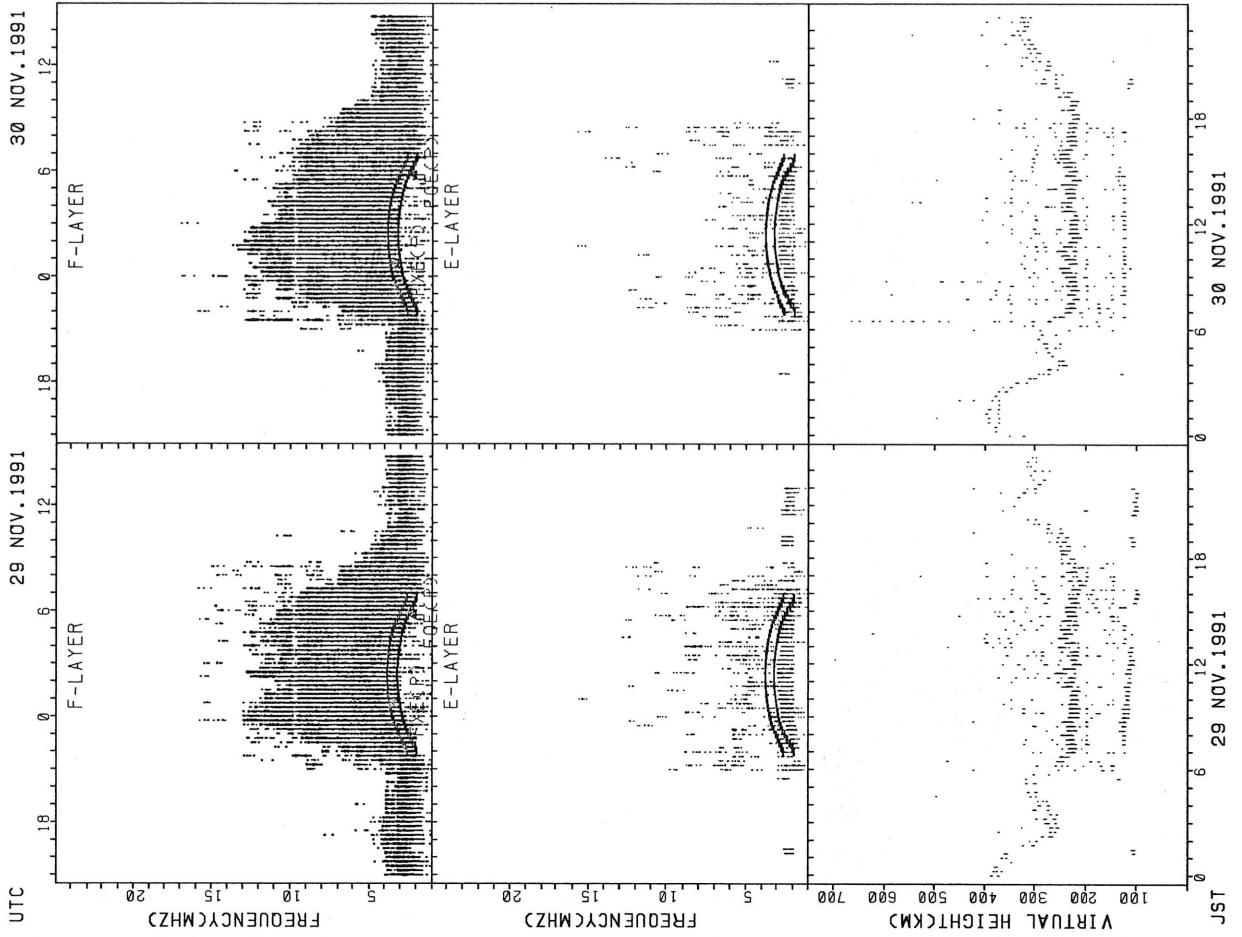 UTC 29 NOV.1991 30 NOV.1991
18 0 6 12 18 0 6 12
F-LAYER F-LAYER
FREQUENCY(MHZ)
20
15
10
5
E-LAYER E-LAYER
FREQUENCY(MHZ)
20
15
10
5
VIRTUAL HEIGHT(KM)
700
600
500
400
300
200
100
0 6 12 18 0 6 12 18
JST 29 NOV.1991 30 NOV.1991